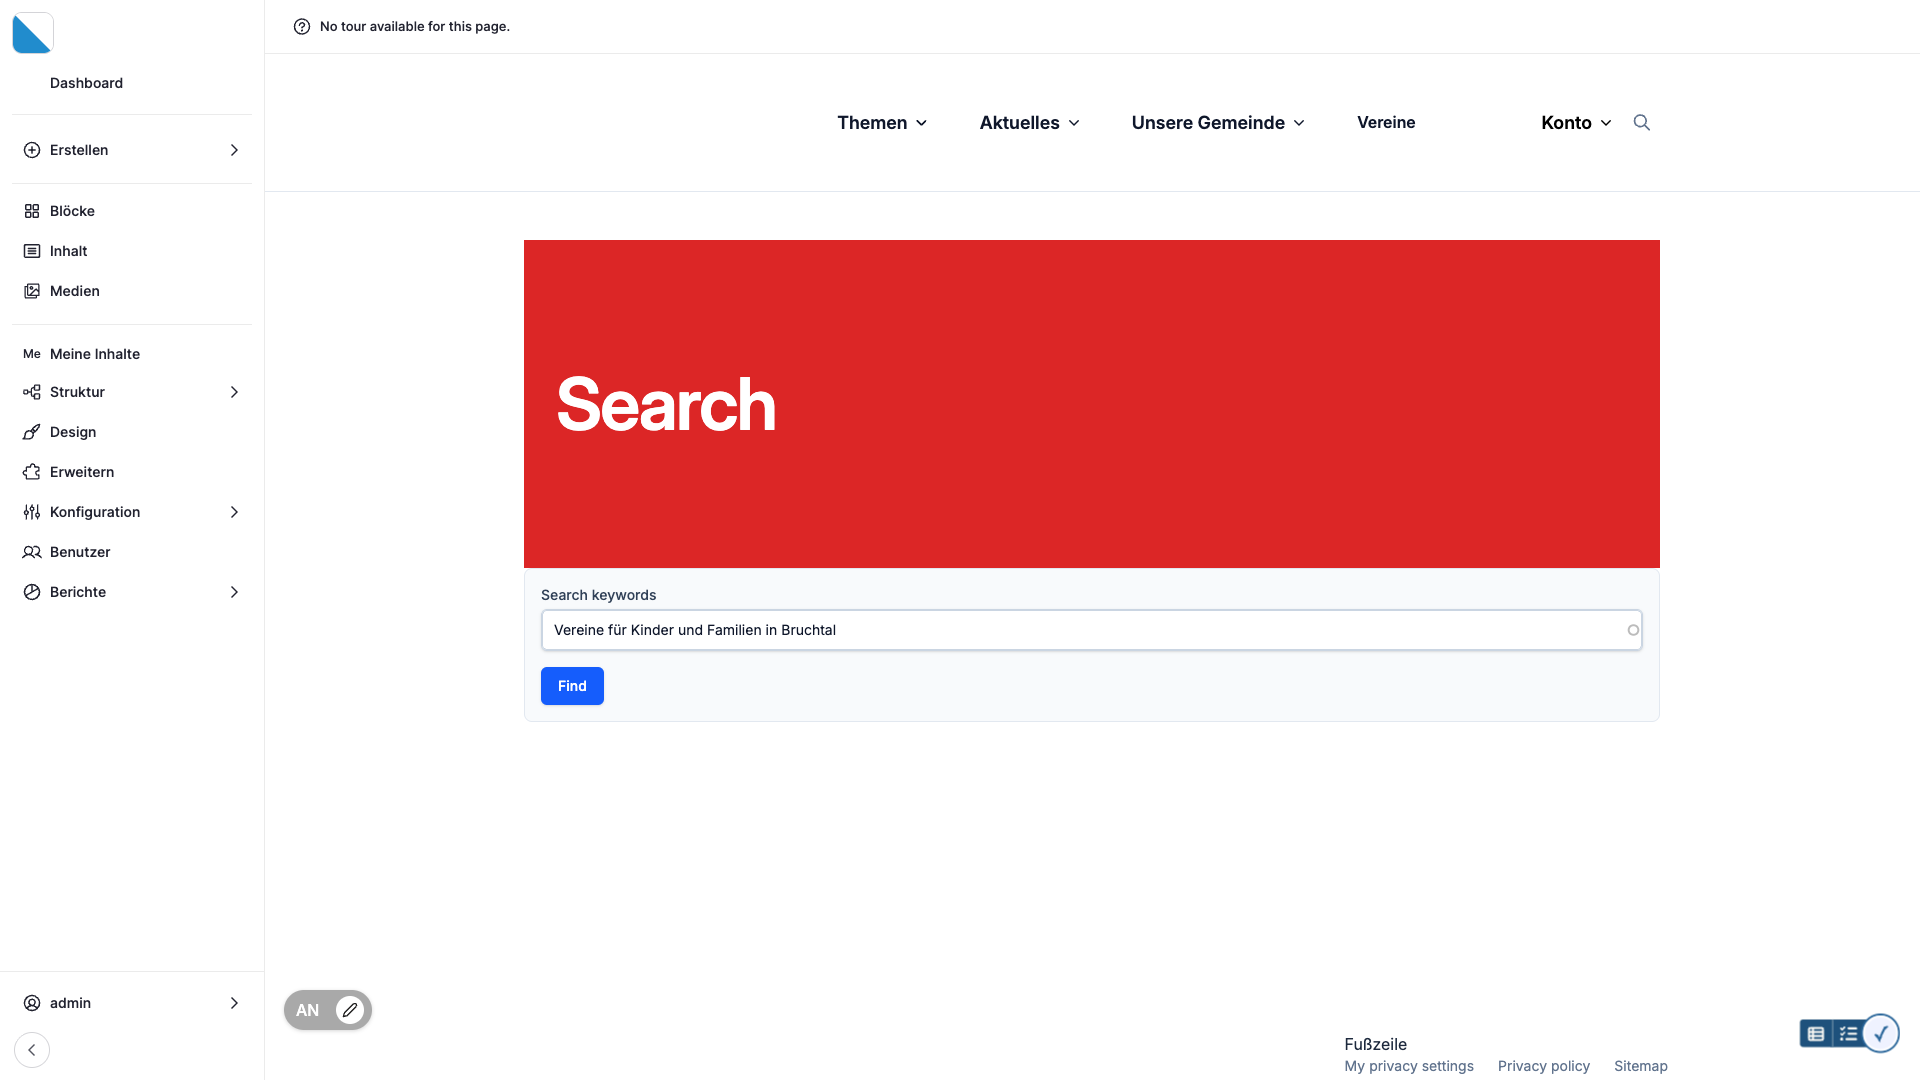 No tour available for this page.
Dashboard
Erstellen
Blöcke
Inhalt
Medien
Me Meine Inhalte
Struktur
Design
Erweitern
Konfiguration
Benutzer
Berichte
admin
Themen
Aktuelles
Unsere Gemeinde
Vereine
Konto
Search
Search keywords
Vereine für Kinder und Familien in Bruchtal
Find
AN
Fußzeile
My privacy settings Privacy policy Sitemap